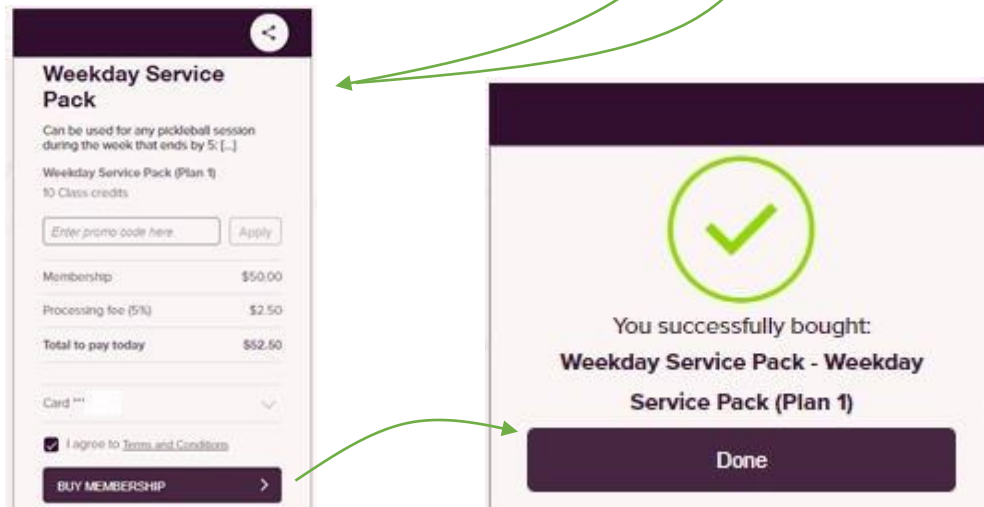 Weekday Service
Pack
Can be used for any pickleball session
during the week that ends by 5: [...]
Weekday Service Pack (Plan 1)
10 Class credits
Enter promo code here
Apply
Membership $50.00
Processing fee (5%) $2.50
Total to pay today $52.50
Card ***
I agree to Terms and Conditions
BUY MEMBERSHIP
You successfully bought:
Weekday Service Pack - Weekday
Service Pack (Plan 1)
Done